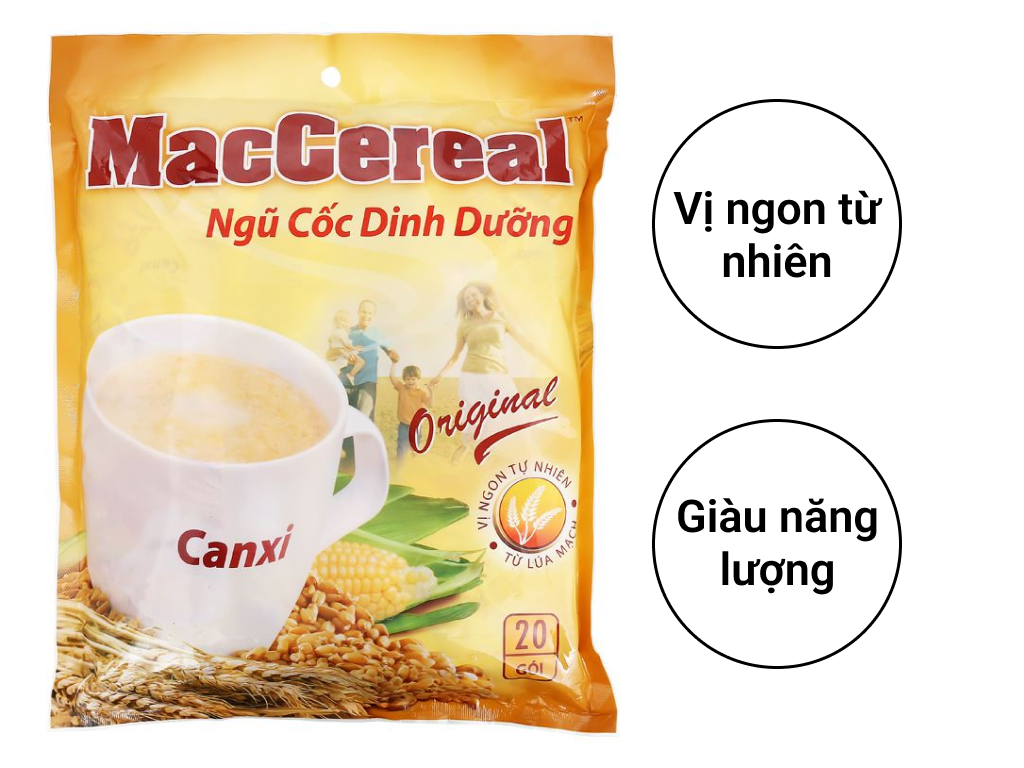 MacCereal™
Ngũ Cốc Dinh Dưỡng
Original
VỊ NGON TỰ NHIÊN
TỪ LÚA MẠCH
Canxi
20
GÓI
Vị ngon từ
nhiên
Giàu năng
lượng